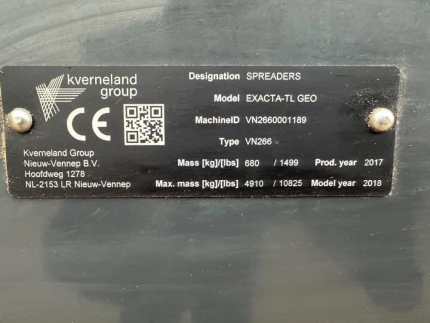 kverneland
group
CE
Kverneland Group
Nieuw-Vennep B.V.
Hoofdweg 1278
NL-2153 LR Nieuw-Vennep
Designation SPREADERS
Model EXACTA-TL GEO
MachineID VN2660001189
Type VN266
Mass [kg]/[lbs] 680 / 1499 Prod. year 2017
Max. mass [kg]/[lbs] 4910 / 10825 Model year 2018